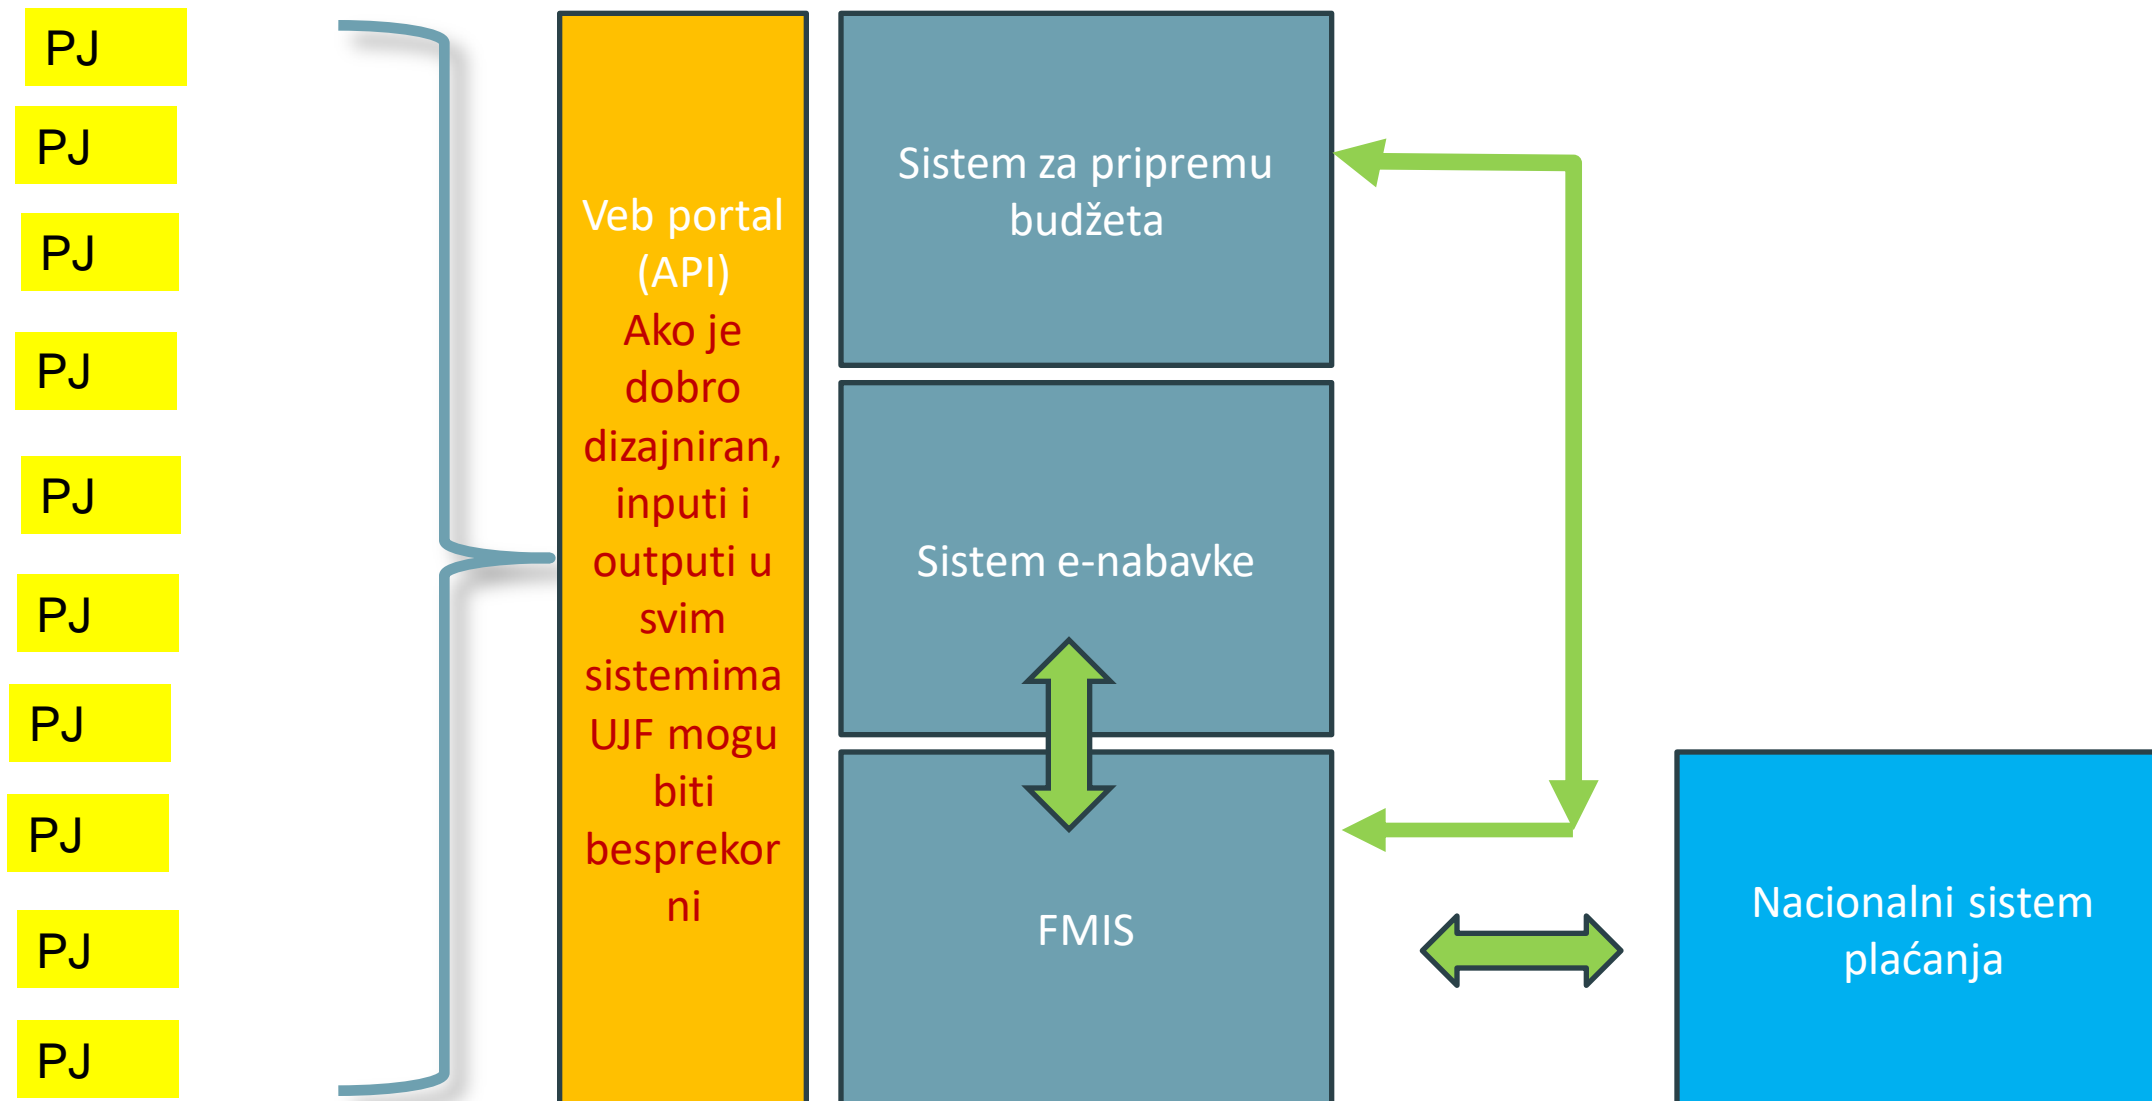 PJ
PJ
PJ
PJ
PJ
PJ
PJ
PJ
PJ
PJ
Veb portal
(API)
Ako je
dobro
dizajniran,
inputi i
outputi u
svim
sistemima
UJF mogu
biti
besprekor
ni
Sistem za pripremu
budžeta
Sistem e-nabavke
FMIS
Nacionalni sistem
plaćanja